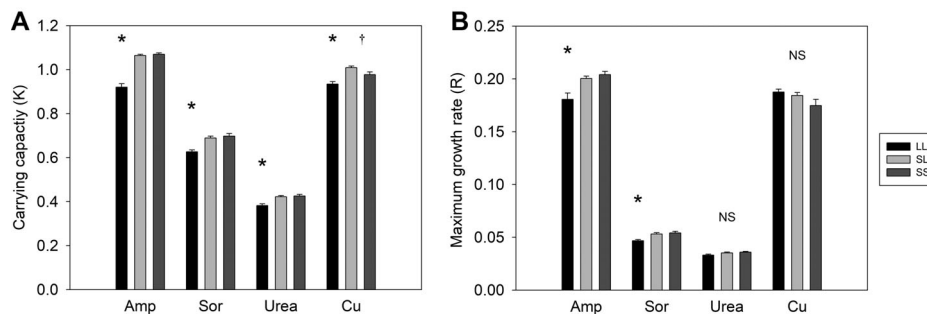 A
Carrying capactiy (K)
1.2
1.0
0.8
0.6
0.4
0.2
0.0
*
*
*
*
†
Amp Sor Urea Cu
B
Maximum growth rate (R)
0.25
0.20
0.15
0.10
0.05
0.00
*
*
NS
NS
Amp Sor Urea Cu
LL
SL
SS